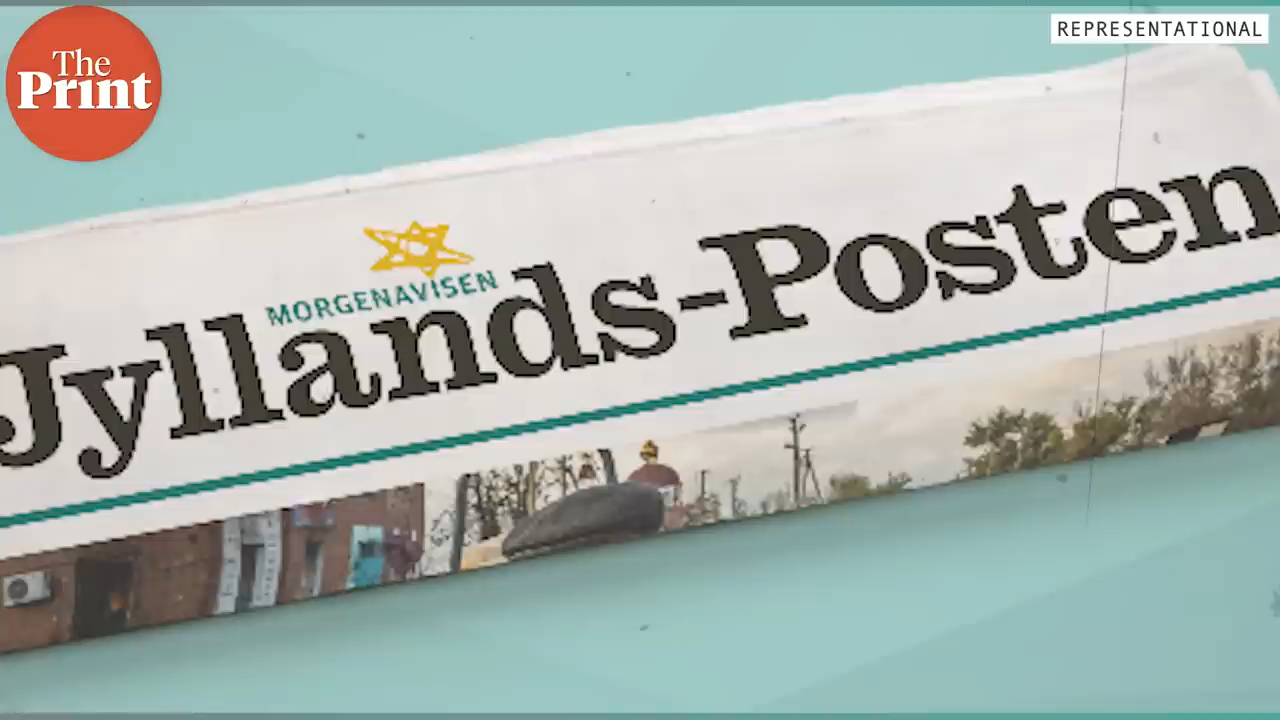 The
Print
REPRESENTATIONAL
MORGENAVISEN
Jyllands-Posten